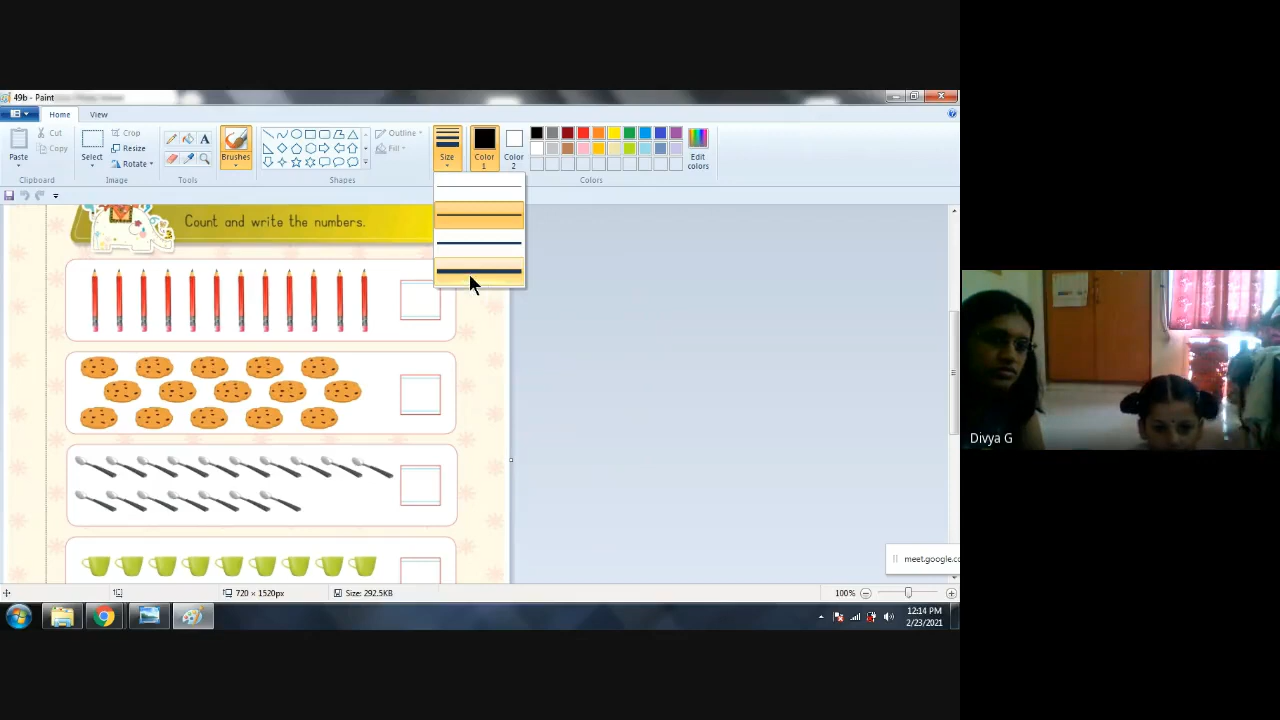 49b - Paint
Home View
Paste
Cut
Copy
Clipboard
Select
Crop
Resize
Rotate
Image
Tools
Brushes
Shapes
Outline
Fill
Size
Color 1
Color 2
Edit colors
Colors
Count and write the numbers.
Divya G
meet.google.co
720 × 1520px
Size: 292.5KB
100%
12:14 PM
2/23/2021